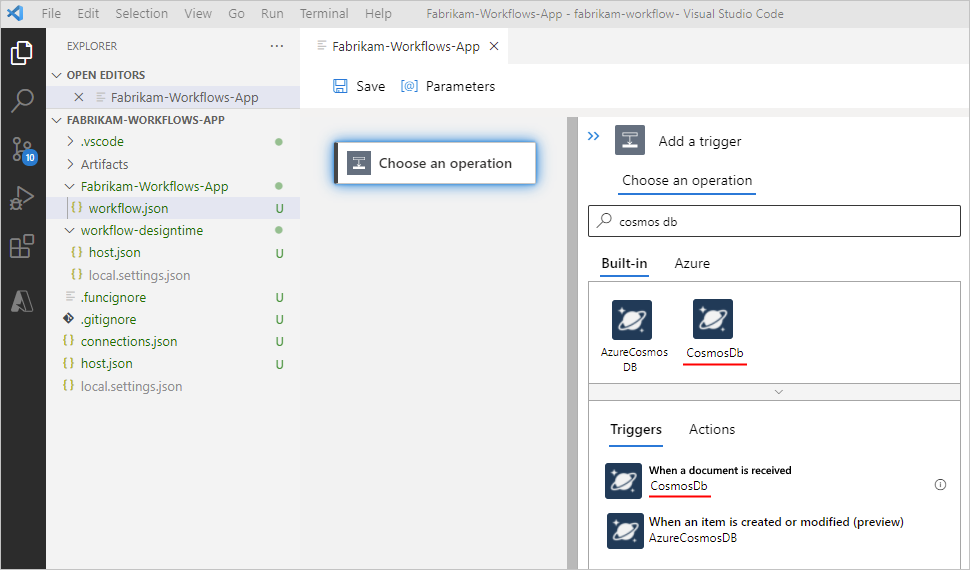 File Edit Selection View Go Run Terminal Help Fabrikam-Workflows-App - fabrikam-workflow- Visual Studio Code
EXPLORER
OPEN EDITORS
Fabrikam-Workflows-App
FABRIKAM-WORKFLOWS-APP
.vscode
Artifacts
Fabrikam-Workflows-App
workflow.json U
workflow-designtime
host.json U
local.settings.json
.funcignore U
.gitignore U
connections.json U
host.json U
local.settings.json
10
Fabrikam-Workflows-App
Save Parameters
Choose an operation
Add a trigger
Choose an operation
cosmos db
Built-in Azure
AzureCosmos
DB
CosmosDb
Triggers Actions
When a document is received
CosmosDb
When an item is created or modified (preview)
AzureCosmosDB